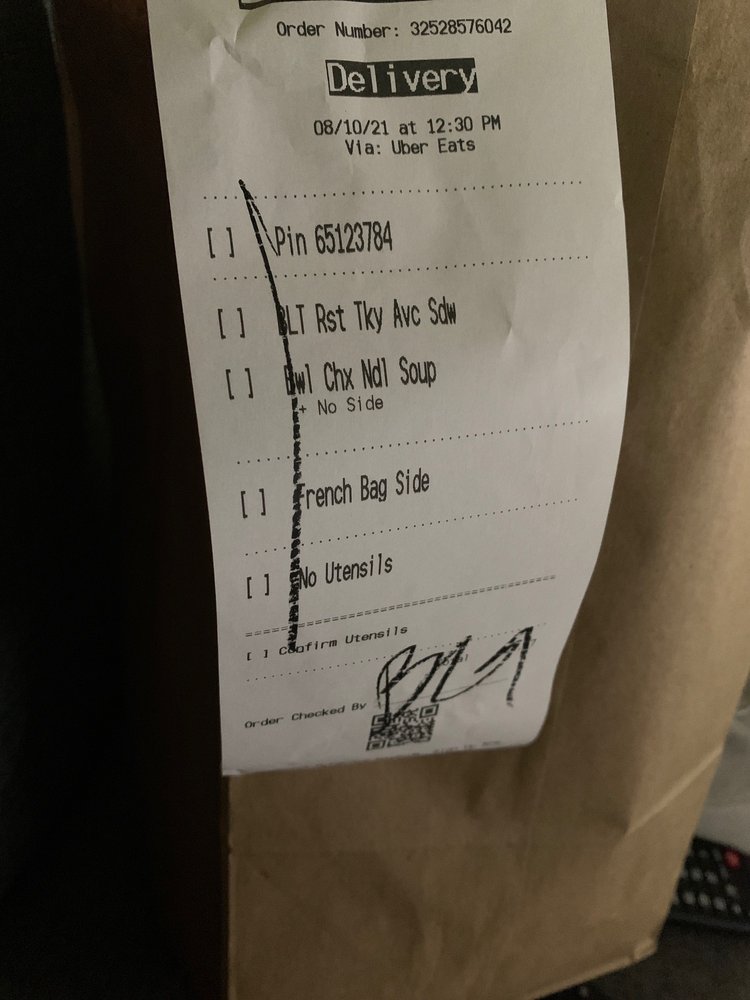 Order Number: 32528576042
Delivery
08/10/21 at 12:30 PM
Via: Uber Eats
[ ] Pin 65123784
[ ] BLT Rst Tky Avc Sdw
[ ] Bwl Chx Ndl Soup
+ No Side
[ ] French Bag Side
[ ] No Utensils
[ ] Confirm Utensils
Order Checked By